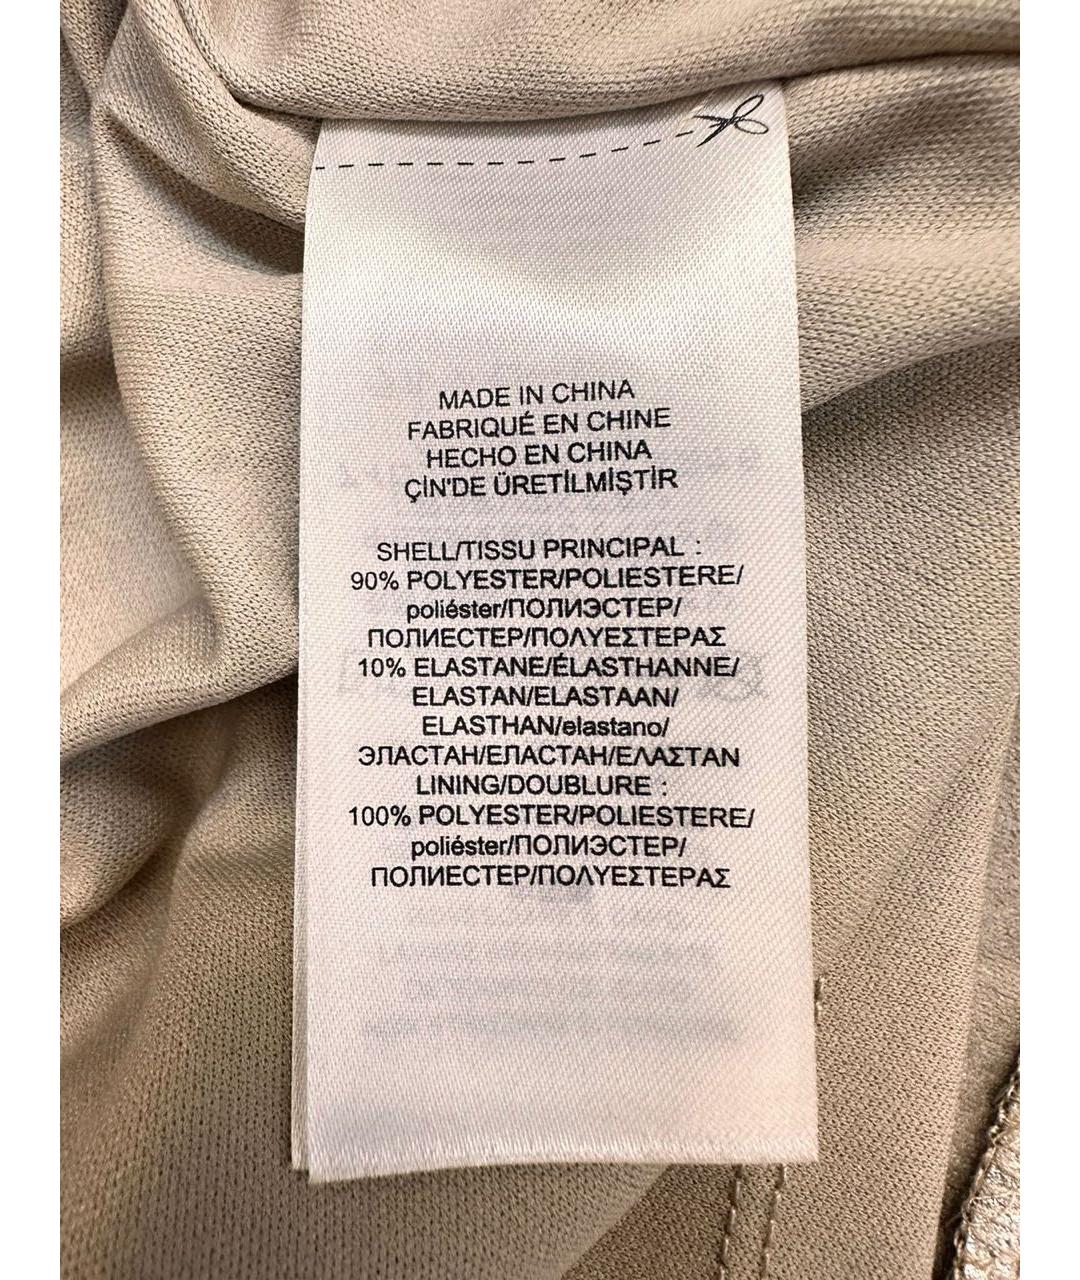 MADE IN CHINA
FABRIQUÉ EN CHINE
HECHO EN CHINA
ÇİN'DE ÜRETİLMİŞTİR
SHELL/TISSU PRINCIPAL :
90% POLYESTER/POLIESTERE/
poliéster/ПОЛИЭСТЕР/
ПОЛИЕСТЕР/ΠΟΛΥΕΣΤΕΡΑΣ
10% ELASTANE/ÉLASTHANNE/
ELASTAN/ELASTAAN/
ELASTHAN/elastano/
ЭЛАСТАН/ЕЛАСТАН/ΕΛΑΣΤΑΝ
LINING/DOUBLURE :
100% POLYESTER/POLIESTERE/
poliéster/ПОЛИЭСТЕР/
ПОЛИЕСТЕР/ΠΟΛΥΕΣΤΕΡΑΣ